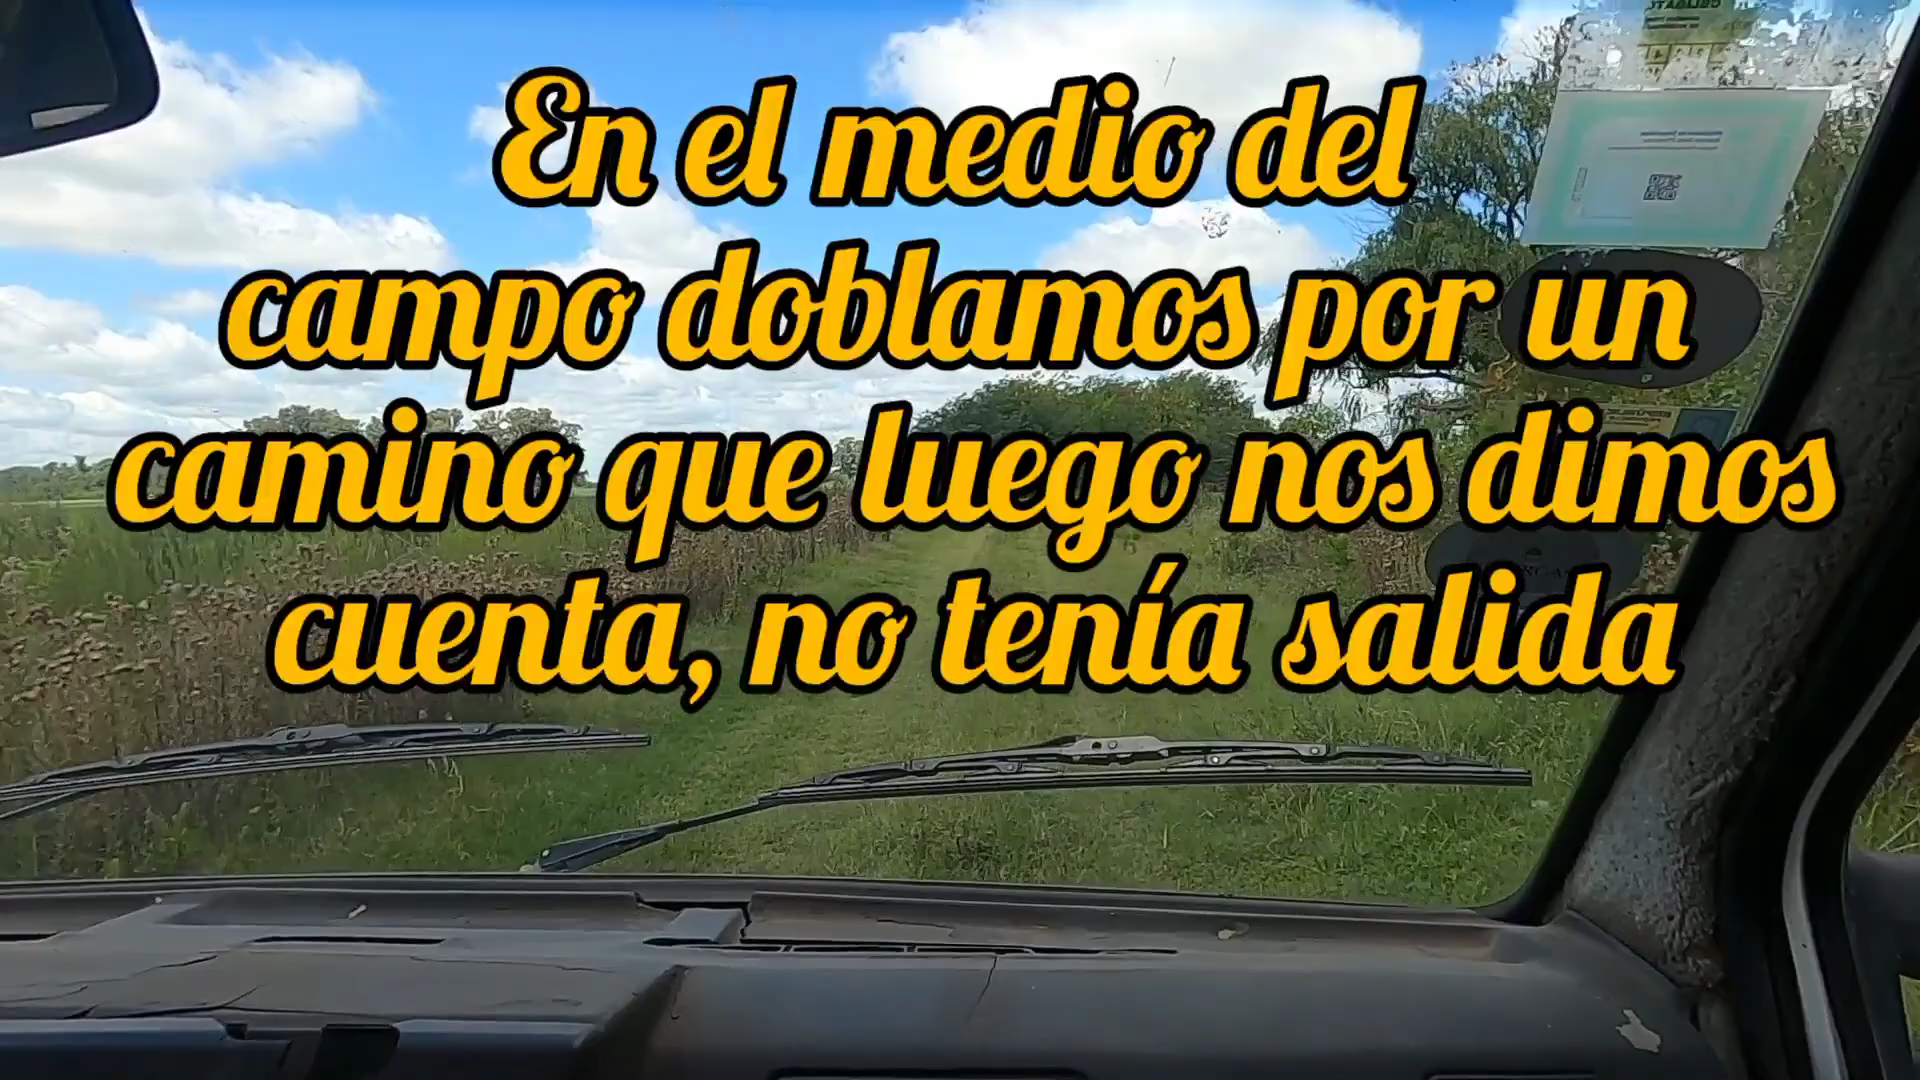 En el medio del
campo doblamos por un
camino que luego nos dimos
cuenta, no tenía salida